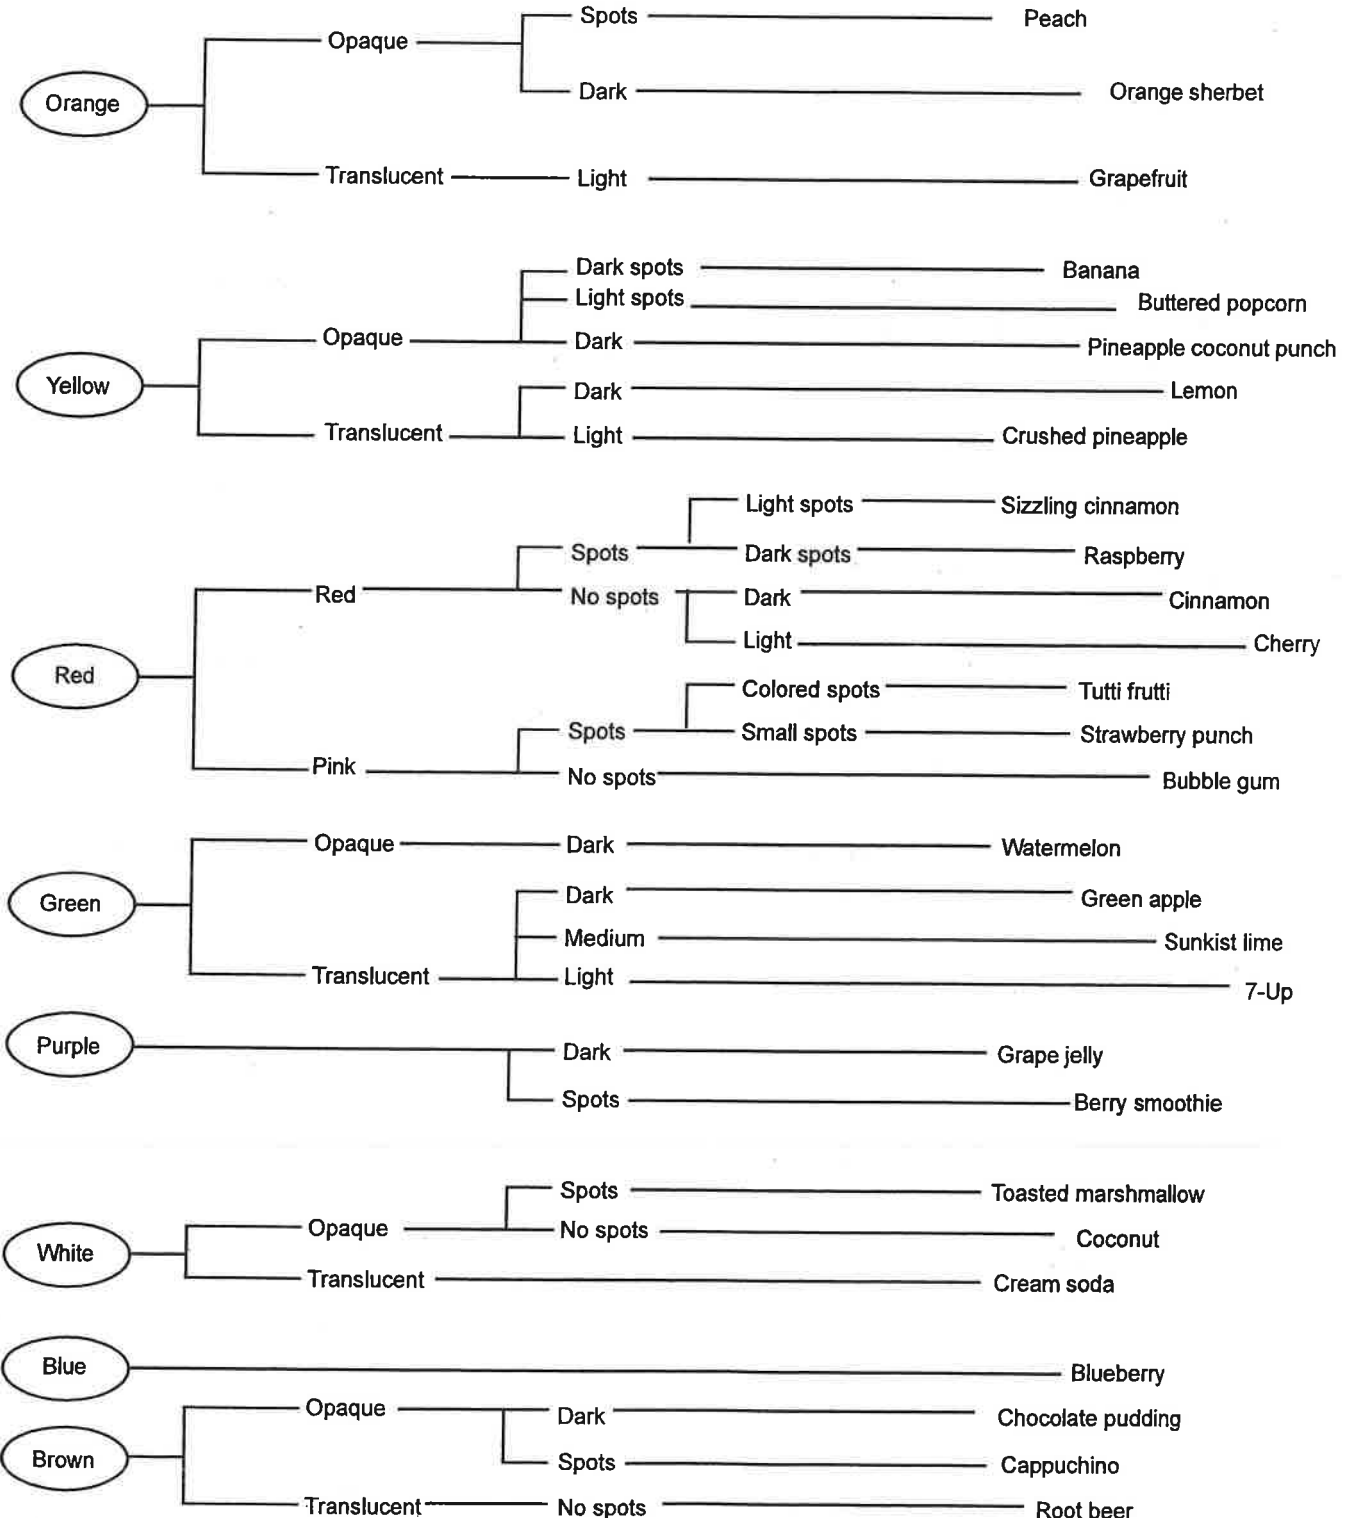 Spots Peach
Opaque
Dark Orange sherbet
Orange
Translucent Light Grapefruit
Dark spots Banana
Light spots Buttered popcorn
Opaque Dark Pineapple coconut punch
Yellow
Dark Lemon
Translucent Light Crushed pineapple
Light spots Sizzling cinnamon
Spots Dark spots Raspberry
Red No spots Dark Cinnamon
Light Cherry
Red
Colored spots Tutti frutti
Spots Small spots Strawberry punch
Pink No spots Bubble gum
Opaque Dark Watermelon
Dark Green apple
Green
Medium Sunkist lime
Translucent Light 7-Up
Purple Dark Grape jelly
Spots Berry smoothie
Spots Toasted marshmallow
Opaque No spots Coconut
White
Translucent Cream soda
Blue Blueberry
Opaque Dark Chocolate pudding
Brown Spots Cappuchino
Translucent No spots Root beer